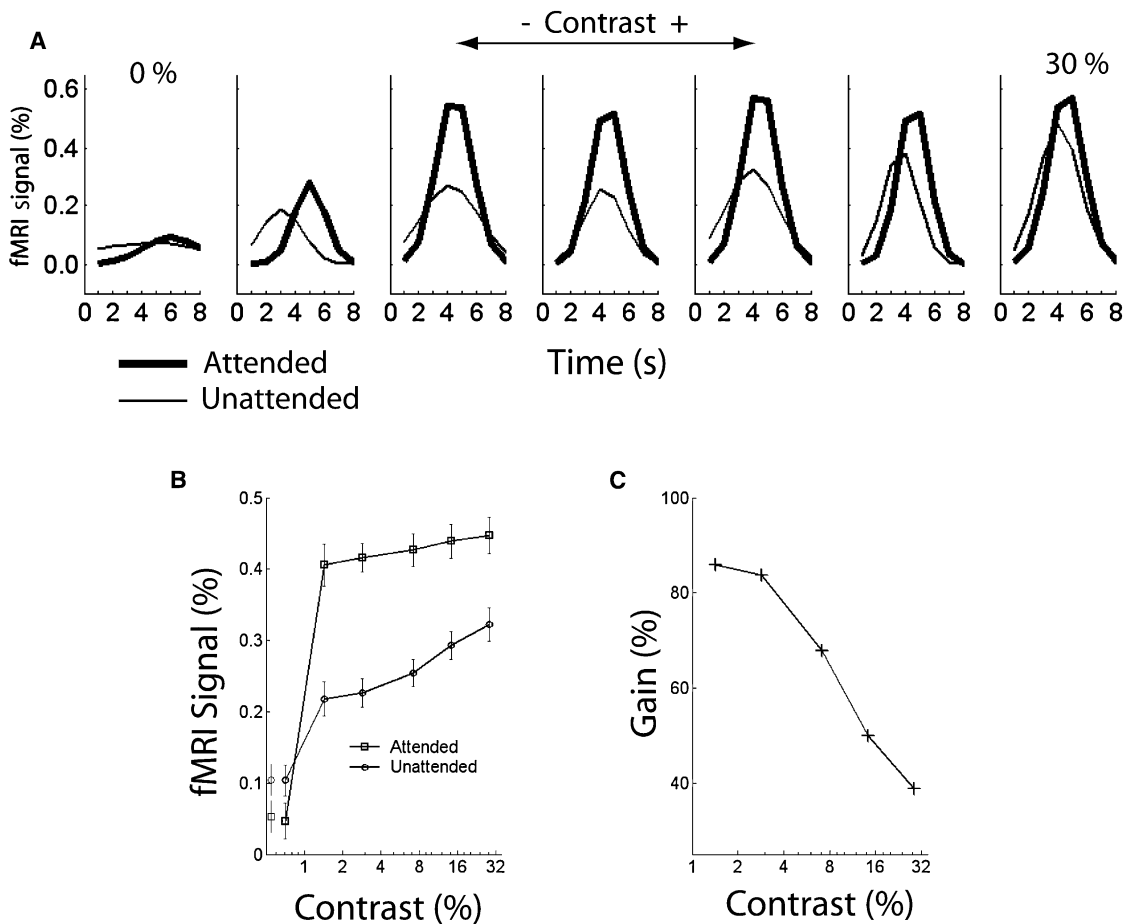 A
- Contrast +
0 %
30 %
fMRI signal (%)
0.6
0.4
0.2
0.0
0 2 4 6 8
0 2 4 6 8
0 2 4 6 8
0 2 4 6 8
0 2 4 6 8
0 2 4 6 8
0 2 4 6 8
Time (s)
Attended
Unattended
B
fMRI Signal (%)
0.5
0.4
0.3
0.2
0.1
0
1 2 4 8 16 32
Contrast (%)
Attended
Unattended
C
Gain (%)
100
80
60
40
1 2 4 8 16 32
Contrast (%)